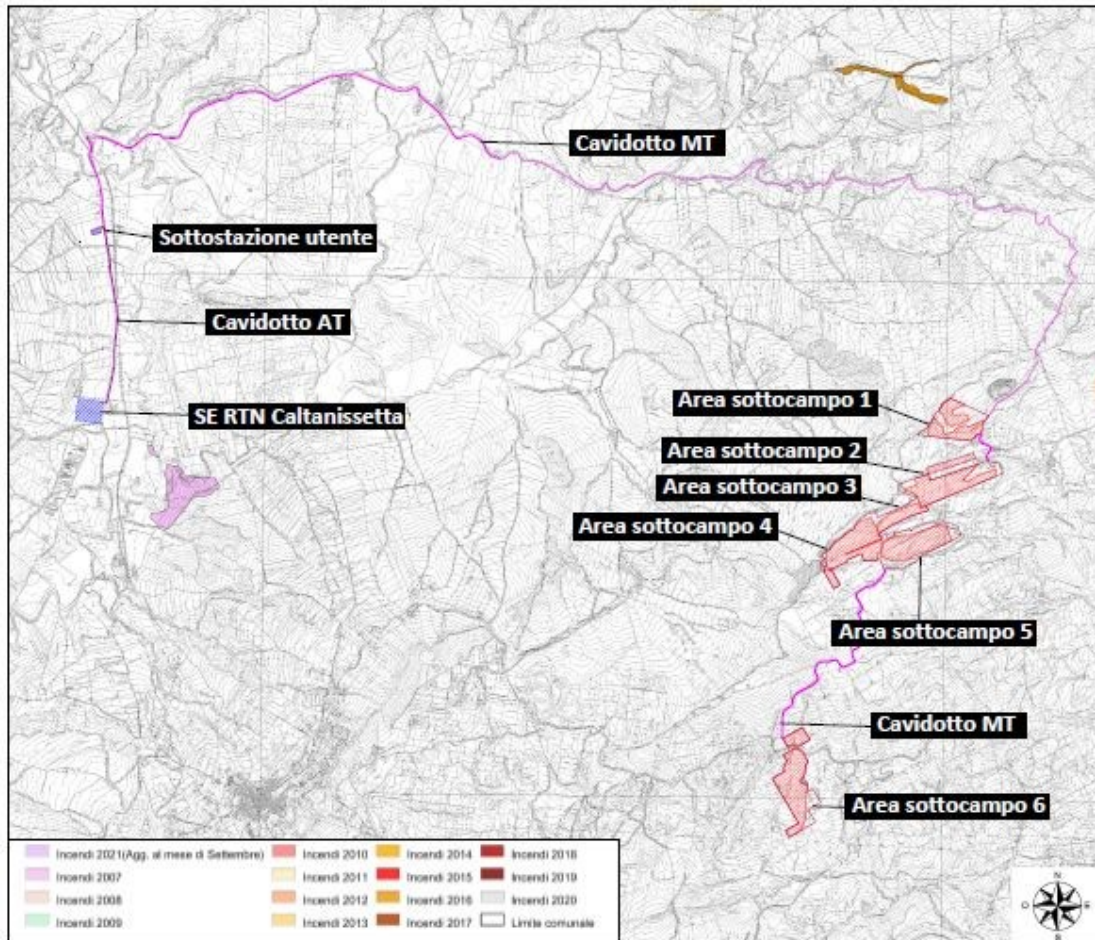 Cavidotto MT
Sottostazione utente
Cavidotto AT
SE RTN Caltanissetta
Area sottocampo 1
Area sottocampo 2
Area sottocampo 3
Area sottocampo 4
Area sottocampo 5
Cavidotto MT
Area sottocampo 6
Incendi 2021(Agg. al mese di Settembre)
Incendi 2007
Incendi 2008
Incendi 2009
Incendi 2010
Incendi 2011
Incendi 2012
Incendi 2013
Incendi 2014
Incendi 2015
Incendi 2016
Incendi 2017
Incendi 2018
Incendi 2019
Incendi 2020
Limite comunale
N
O
E
S